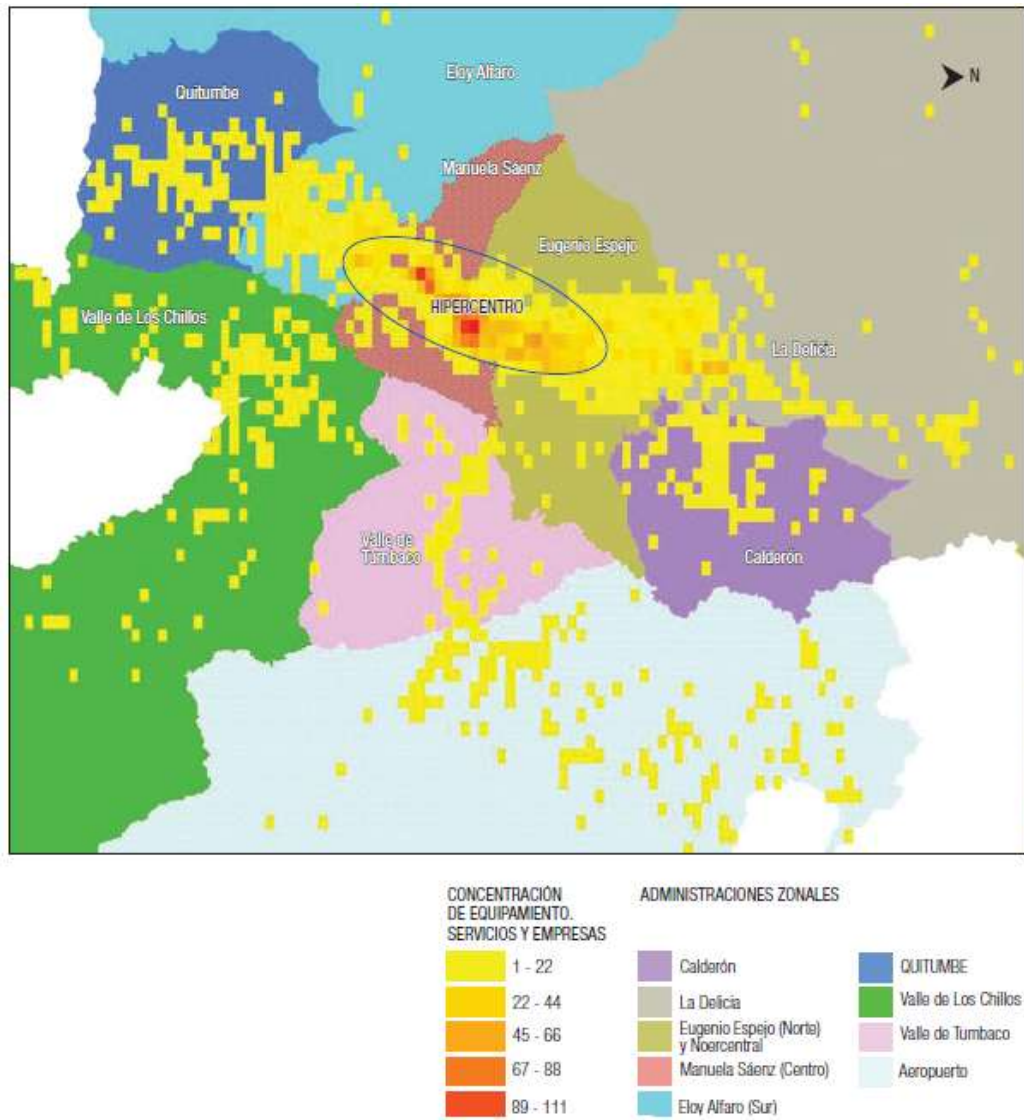 Eloy Alfaro
N
Quitumbe
Manuela Sáenz
Eugenio Espejo
HIPERCENTRO
Valle de Los Chillos
La Delicia
Valle de
Tumbaco
Calderón
CONCENTRACIÓN
DE EQUIPAMIENTO.
SERVICIOS Y EMPRESAS
1 - 22
22 - 44
45 - 66
67 - 88
89 - 111
ADMINISTRACIONES ZONALES
Calderón
La Delicia
Eugenio Espejo (Norte)
y Noercentral
Manuela Sáenz (Centro)
Eloy Alfaro (Sur)
QUITUMBE
Valle de Los Chillos
Valle de Tumbaco
Aeropuerto